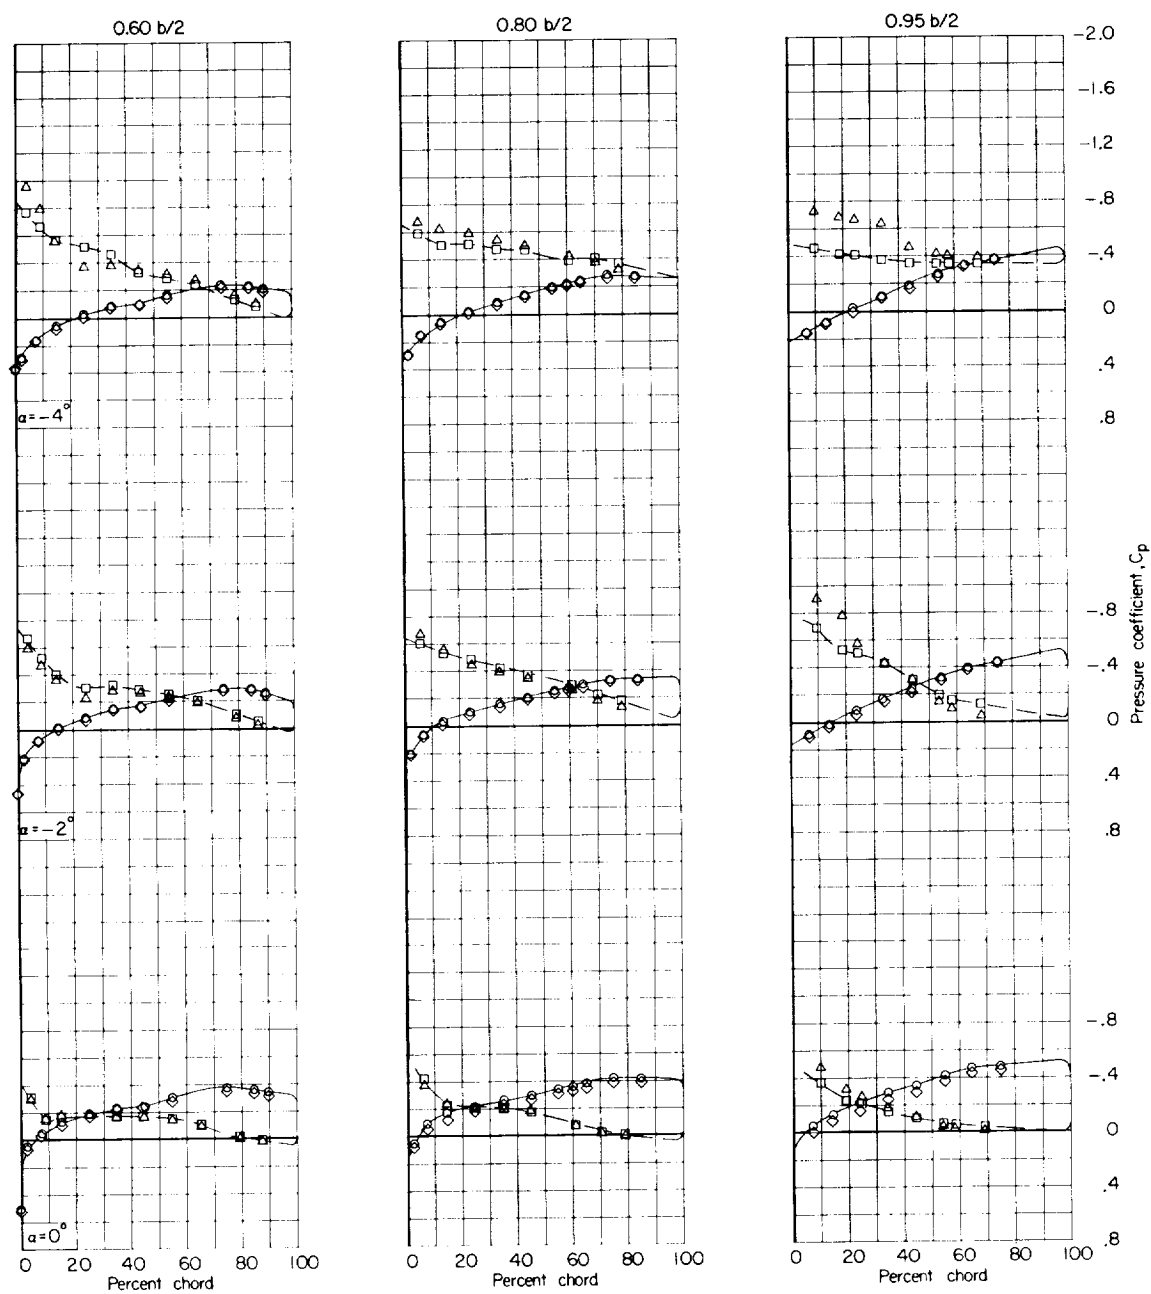 0.60 b/2
0.80 b/2
0.95 b/2
-2.0
-1.6
-1.2
-.8
-.4
0
.4
.8
α=-4°
-.8
-.4
0
.4
.8
α=-2°
Pressure coefficient, Cp
-.8
-.4
0
.4
.8
α=0°
0 20 40 60 80 100
Percent chord
0 20 40 60 80 100
Percent chord
0 20 40 60 80 100
Percent chord